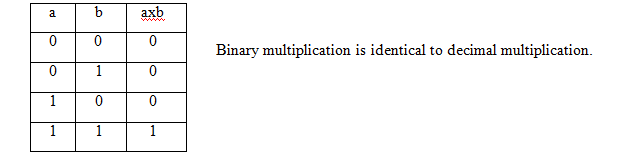 a b axb
0 0 0
Binary multiplication is identical to decimal multiplication.
0 1 0
1 0 0
1 1 1